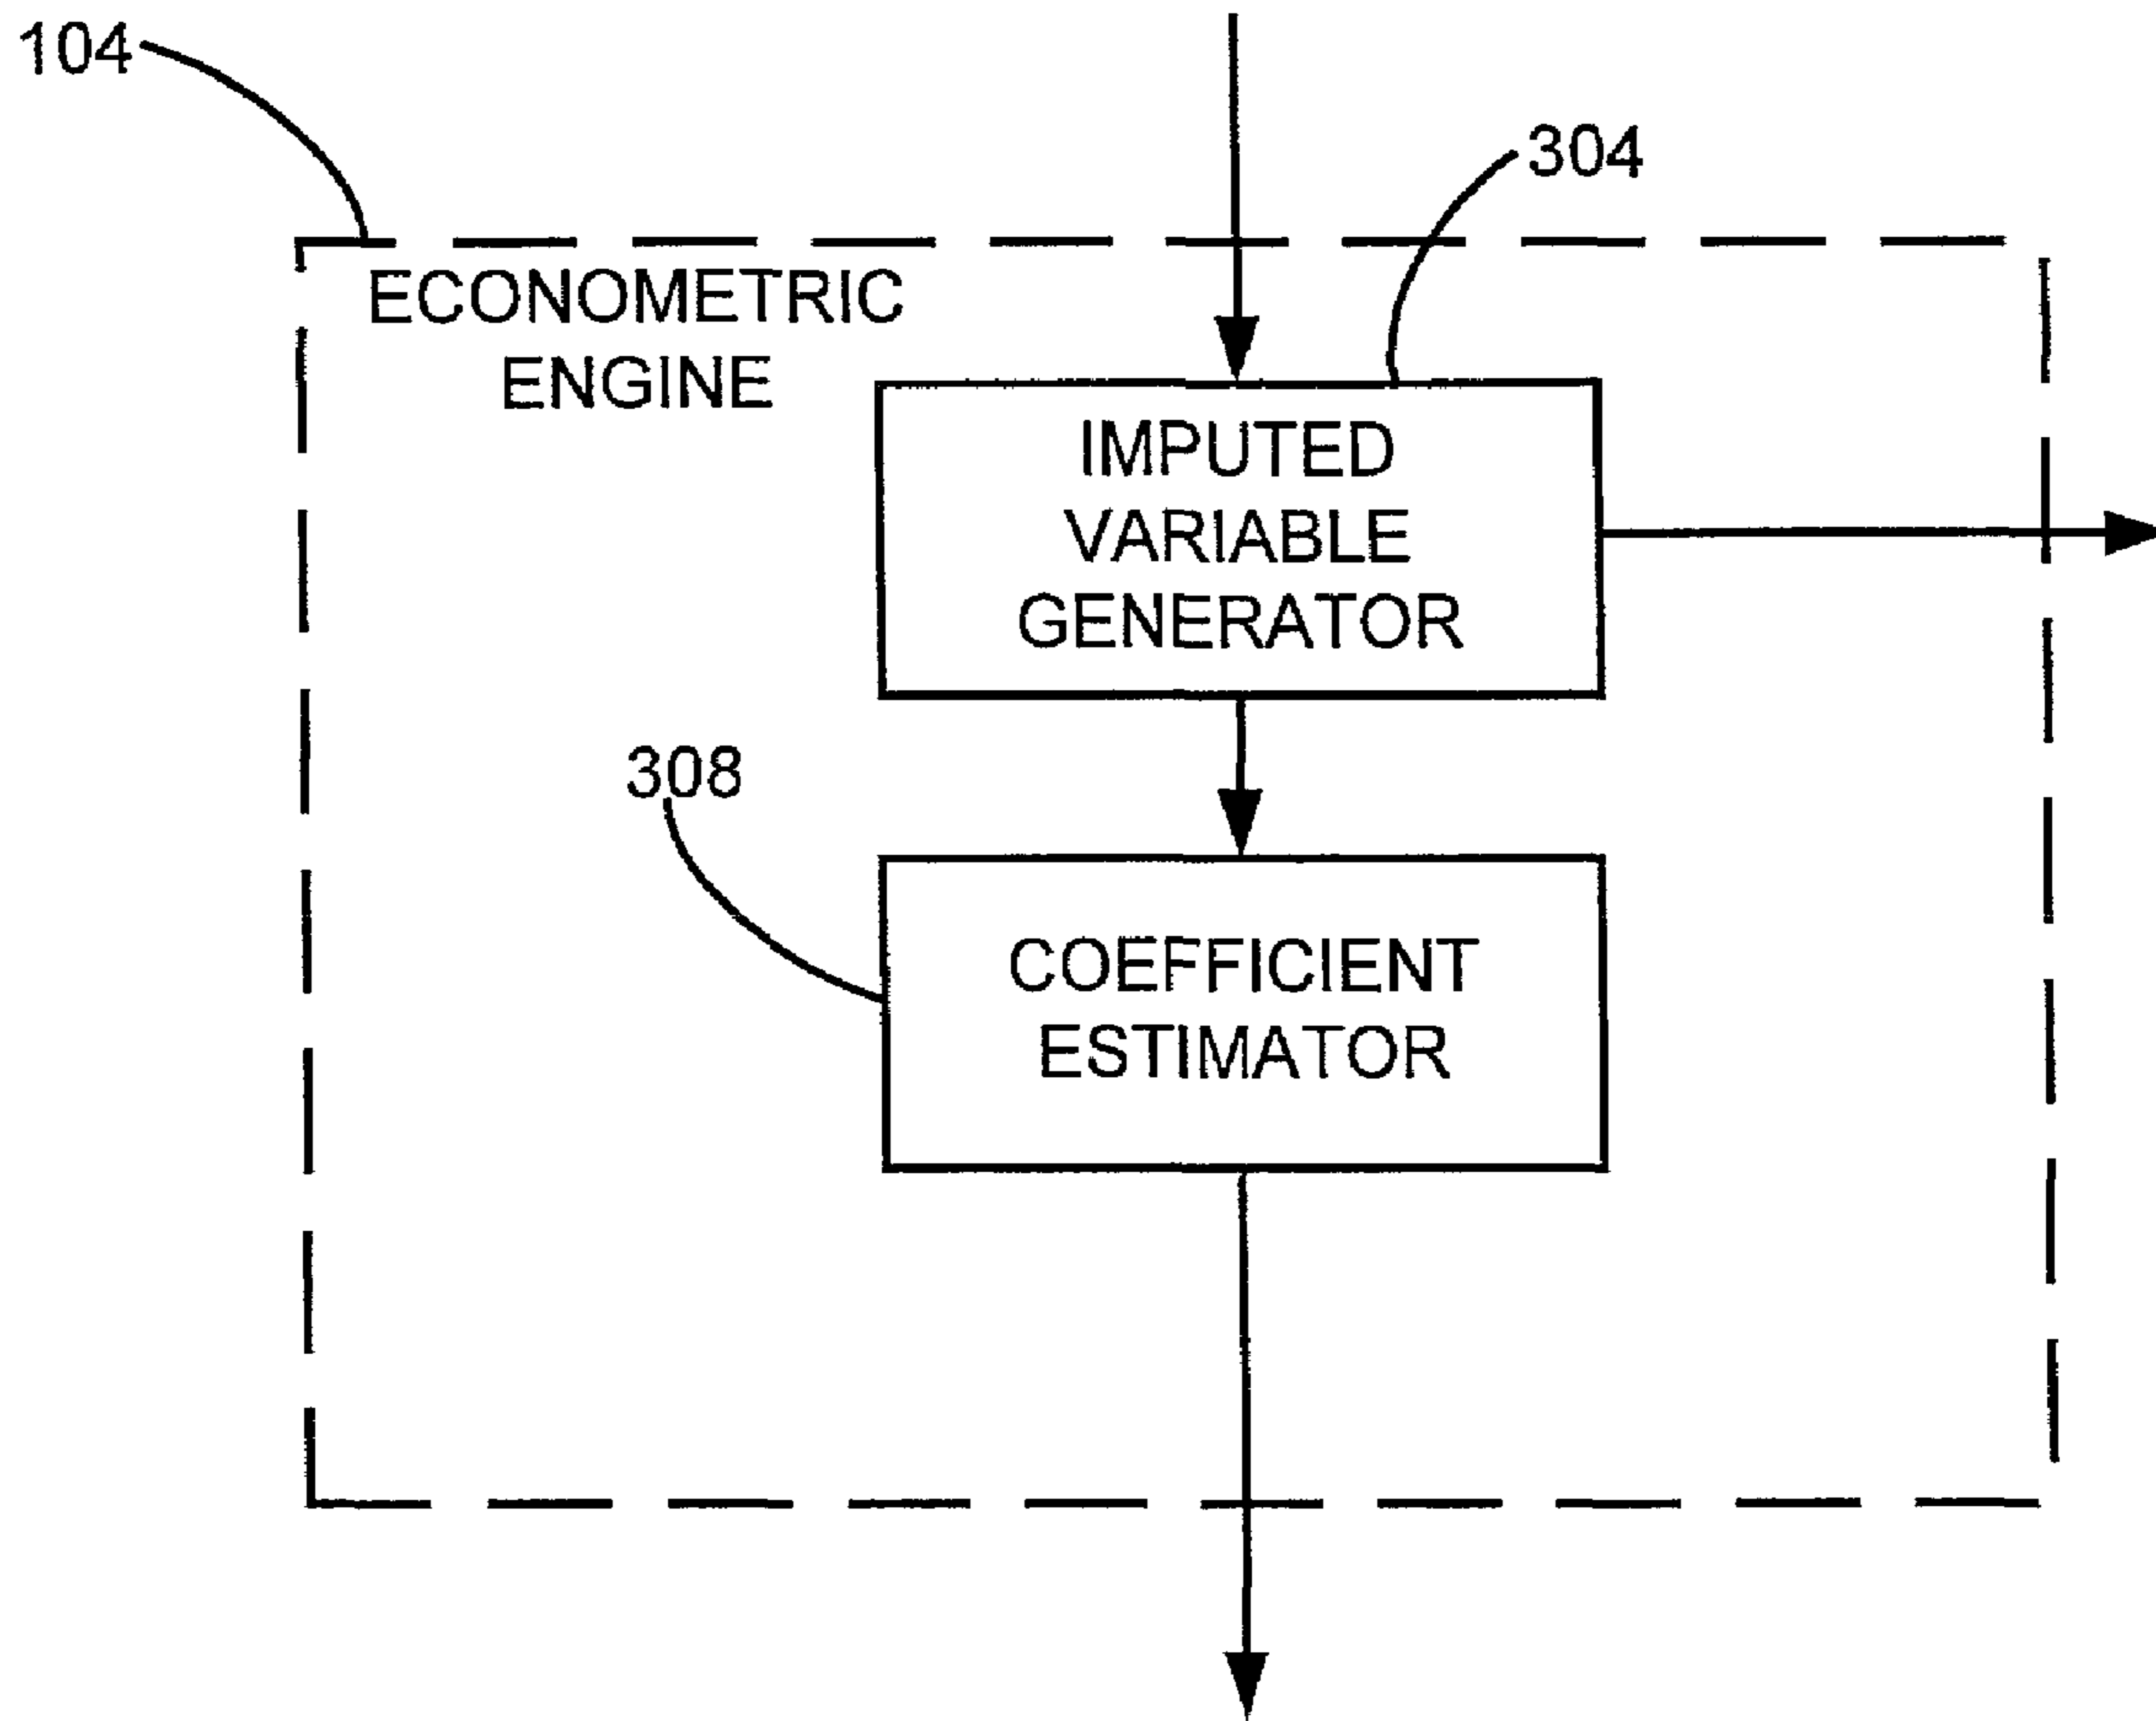 104
304
ECONOMETRIC
ENGINE
IMPUTED
VARIABLE
GENERATOR
308
COEFFICIENT
ESTIMATOR